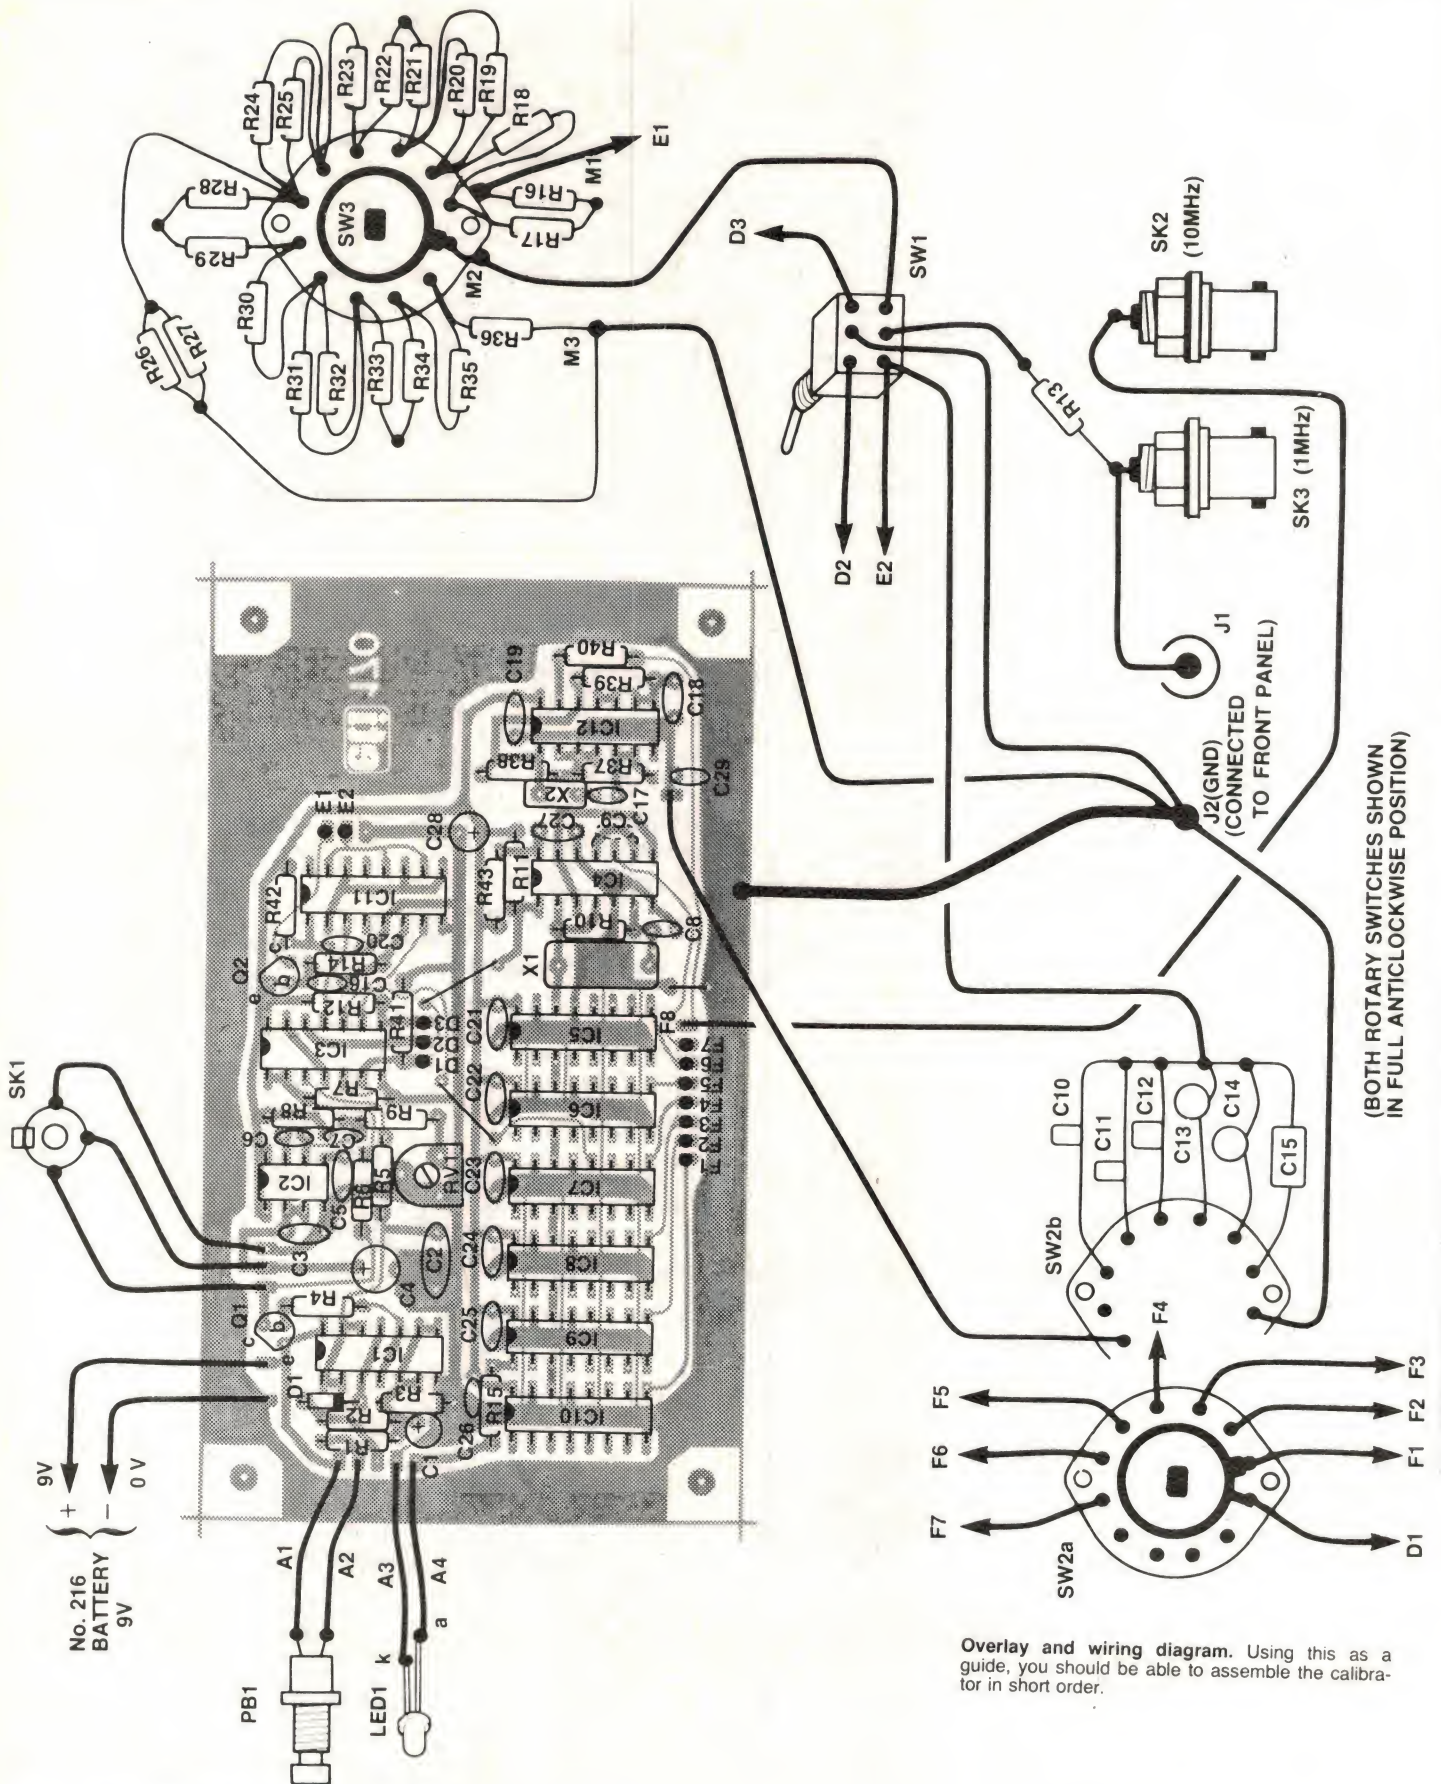 R24
R25
R23
R22
R21
R20
R19
R18
E1
M1
R16
R17
R28
R29
SW3
M2
R30
R26
R27
R31
R32
R33
R34
R35
R36
M3
D3
SW1
D2
E2
R13
SK2
(10MHz)
SK3 (1MHz)
J1
J2(GND)
(CONNECTED
TO FRONT PANEL)
SK1
No. 216
BATTERY
9V
+ 9V
− 0 V
PB1
A1
A2
A3
A4
LED1
k
a
Q1
c
b
e
D1
R1
R2
R3
R4
IC1
C1
C2
C3
C4
C5
C6
C7
IC2
R5
R6
R7
R8
R9
RV1
IC3
R12
R14
C16
C20
R41
D1
D2
D3
Q2
e
b
c
R42
IC11
E1
E2
C28
R43
R11
C27
C9
IC4
R10
C8
X1
X2
C17
R37
R38
C29
IC12
C19
C18
R39
R40
C21
IC5
F8
C22
IC6
C23
IC7
C24
IC8
C25
IC9
C26
R15
IC10
SW2b
C10
C11
C12
C13
C14
C15
SW2a
F4
F5
F6
F7
F3
F2
F1
D1
(BOTH ROTARY SWITCHES SHOWN
IN FULL ANTICLOCKWISE POSITION)
Overlay and wiring diagram. Using this as a
guide, you should be able to assemble the calibra-
tor in short order.